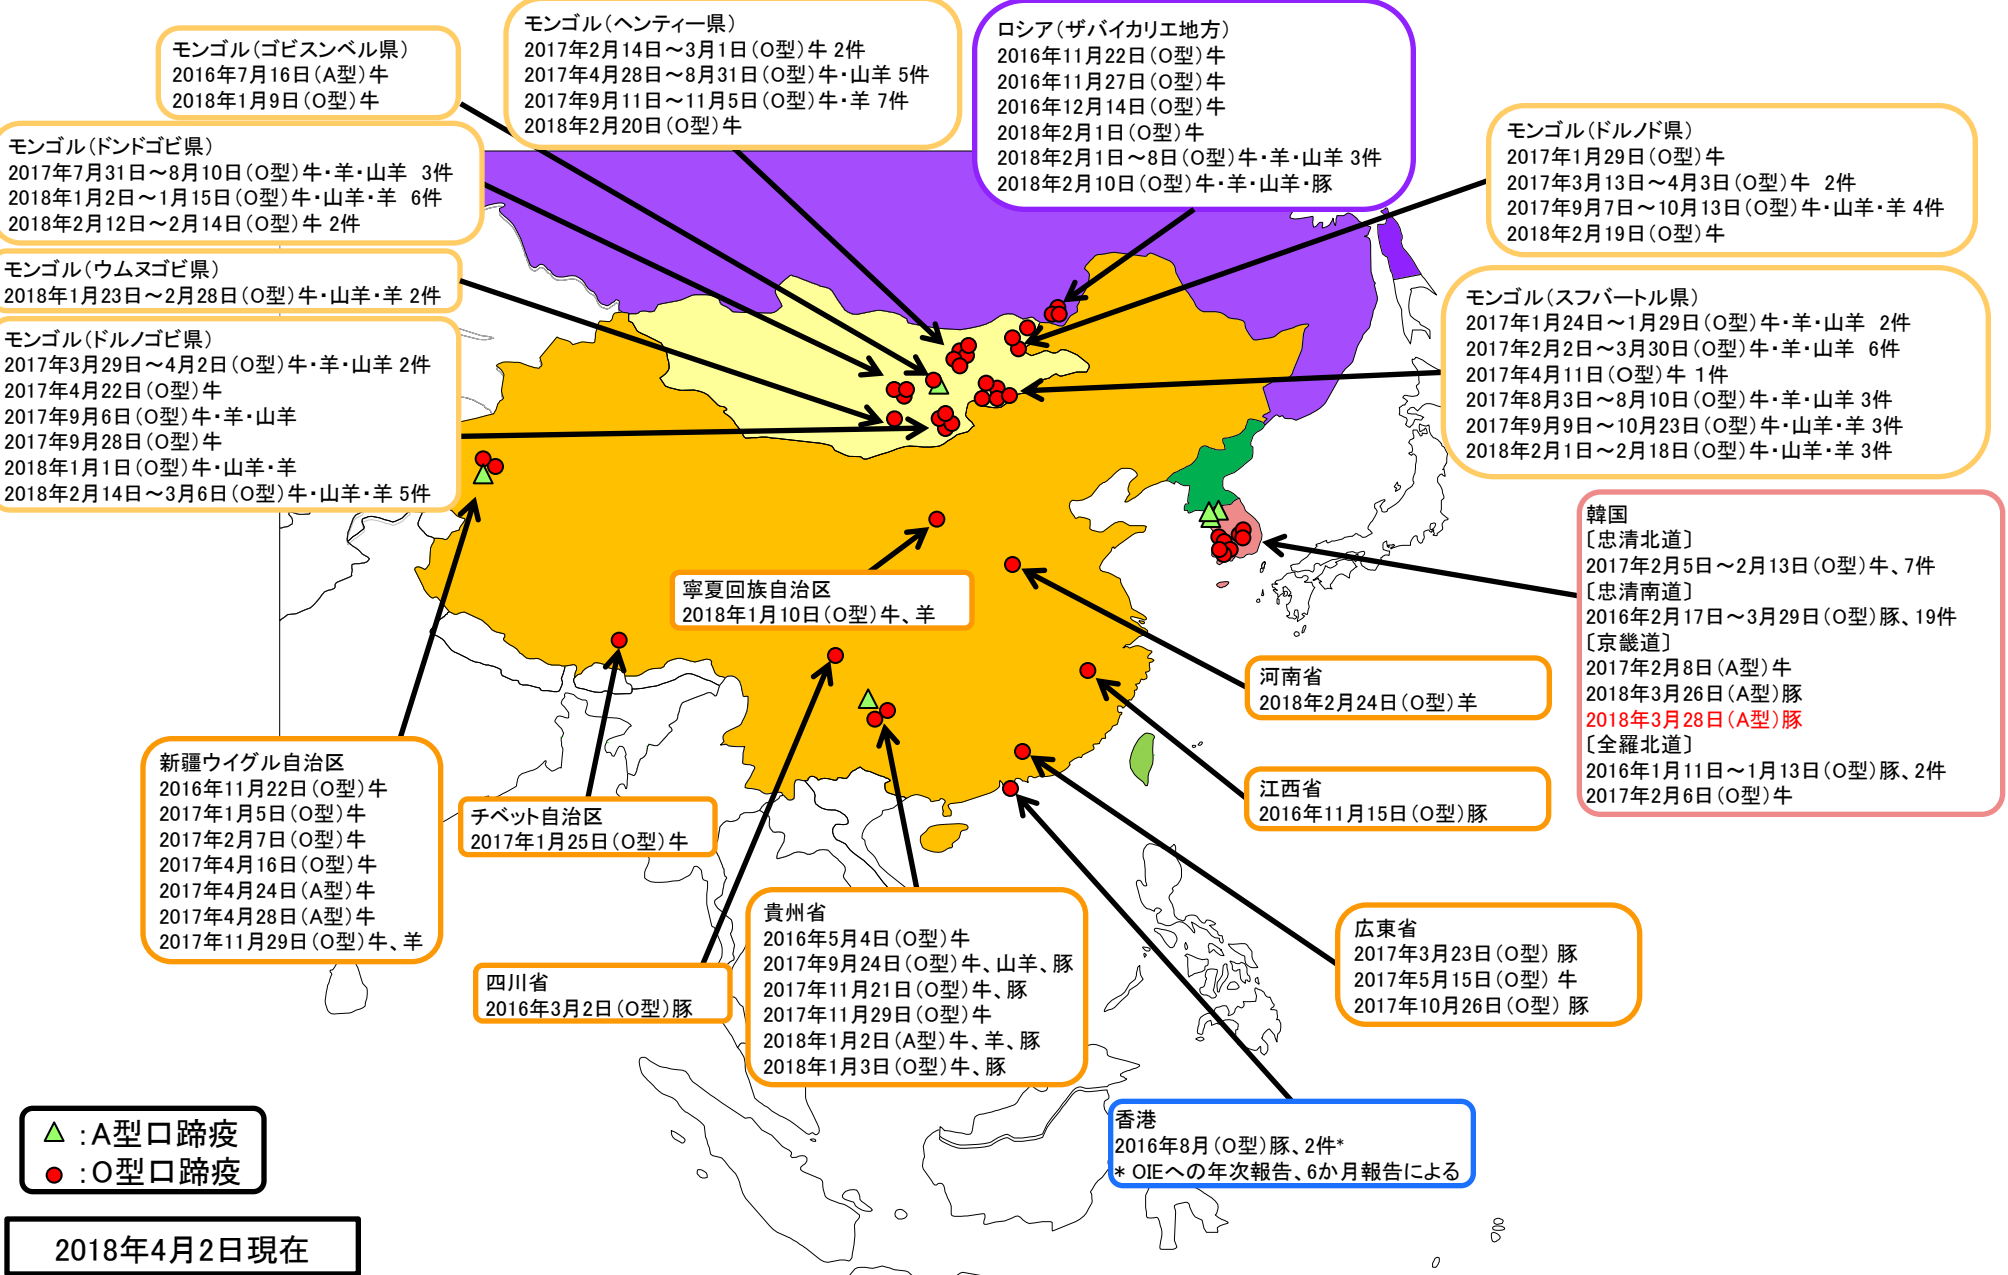 モンゴル（ゴビスンベル県）
2016年7月16日（A型）牛
2018年1月9日（O型）牛
モンゴル（ヘンティー県）
2017年2月14日～3月1日（O型）牛 2件
2017年4月28日～8月31日（O型）牛・山羊 5件
2017年9月11日～11月5日（O型）牛・羊 7件
2018年2月20日（O型）牛
ロシア（ザバイカリエ地方）
2016年11月22日（O型）牛
2016年11月27日（O型）牛
2016年12月14日（O型）牛
2018年2月1日（O型）牛
2018年2月1日～8日（O型）牛・羊・山羊 3件
2018年2月10日（O型）牛・羊・山羊・豚
モンゴル（ドルノド県）
2017年1月29日（O型）牛
2017年3月13日～4月3日（O型）牛 2件
2017年9月7日～10月13日（O型）牛・山羊・羊 4件
2018年2月19日（O型）牛
モンゴル（ドンドゴビ県）
2017年7月31日～8月10日（O型）牛・羊・山羊 3件
2018年1月2日～1月15日（O型）牛・山羊・羊 6件
2018年2月12日～2月14日（O型）牛 2件
モンゴル（ウムヌゴビ県）
2018年1月23日～2月28日（O型）牛・山羊・羊 2件
モンゴル（ドルノゴビ県）
2017年3月29日～4月2日（O型）牛・羊・山羊 2件
2017年4月22日（O型）牛
2017年9月6日（O型）牛・羊・山羊
2017年9月28日（O型）牛
2018年1月1日（O型）牛・山羊・羊
2018年2月14日～3月6日（O型）牛・山羊・羊 5件
モンゴル（スフバートル県）
2017年1月24日～1月29日（O型）牛・羊・山羊 2件
2017年2月2日～3月30日（O型）牛・羊・山羊 6件
2017年4月11日（O型）牛 1件
2017年8月3日～8月10日（O型）牛・羊・山羊 3件
2017年9月9日～10月23日（O型）牛・山羊・羊 3件
2018年2月1日～2月18日（O型）牛・山羊・羊 3件
韓国
〔忠清北道〕
2017年2月5日～2月13日（O型）牛、7件
〔忠清南道〕
2016年2月17日～3月29日（O型）豚、19件
〔京畿道〕
2017年2月8日（A型）牛
2018年3月26日（A型）豚
2018年3月28日（A型）豚
〔全羅北道〕
2016年1月11日～1月13日（O型）豚、2件
2017年2月6日（O型）牛
寧夏回族自治区
2018年1月10日（O型）牛、羊
河南省
2018年2月24日（O型）羊
江西省
2016年11月15日（O型）豚
新疆ウイグル自治区
2016年11月22日（O型）牛
2017年1月5日（O型）牛
2017年2月7日（O型）牛
2017年4月16日（O型）牛
2017年4月24日（A型）牛
2017年4月28日（A型）牛
2017年11月29日（O型）牛、羊
チベット自治区
2017年1月25日（O型）牛
四川省
2016年3月2日（O型）豚
貴州省
2016年5月4日（O型）牛
2017年9月24日（O型）牛、山羊、豚
2017年11月21日（O型）牛、豚
2017年11月29日（O型）牛
2018年1月2日（A型）牛、羊、豚
2018年1月3日（O型）牛、豚
広東省
2017年3月23日（O型） 豚
2017年5月15日（O型） 牛
2017年10月26日（O型） 豚
香港
2016年8月（O型）豚、2件*
* OIEへの年次報告、6か月報告による
：A型口蹄疫
：O型口蹄疫
2018年4月2日現在